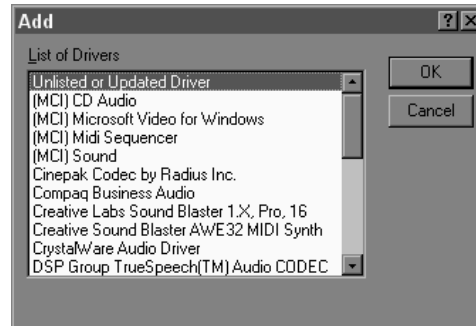 Add
List of Drivers
Unlisted or Updated Driver
(MCI) CD Audio
(MCI) Microsoft Video for Windows
(MCI) Midi Sequencer
(MCI) Sound
Cinepak Codec by Radius Inc.
Compaq Business Audio
Creative Labs Sound Blaster 1.X, Pro, 16
Creative Sound Blaster AWE32 MIDI Synth
CrystalWare Audio Driver
DSP Group TrueSpeech(TM) Audio CODEC
OK
Cancel